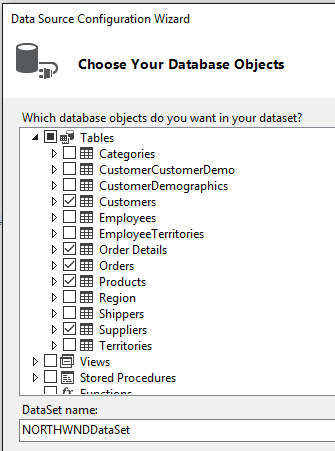 Data Source Configuration Wizard
Choose Your Database Objects
Which database objects do you want in your dataset?
Tables
Categories
CustomerCustomerDemo
CustomerDemographics
Customers
Employees
EmployeeTerritories
Order Details
Orders
Products
Region
Shippers
Suppliers
Territories
Views
Stored Procedures
fx Functions
DataSet name:
NORTHWNDDataSet